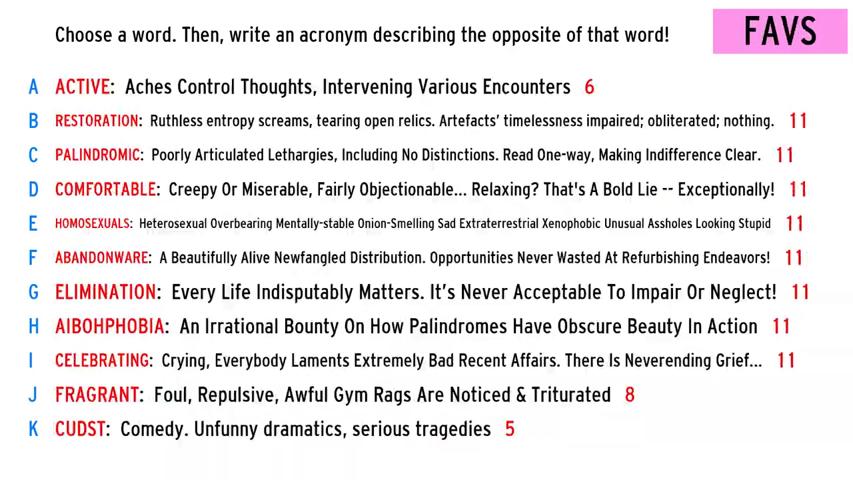 Choose a word. Then, write an acronym describing the opposite of that word!
FAVS
A ACTIVE: Aches Control Thoughts, Intervening Various Encounters 6
B RESTORATION: Ruthless entropy screams, tearing open relics. Artefacts' timelessness impaired; obliterated; nothing. 11
C PALINDROMIC: Poorly Articulated Lethargies, Including No Distinctions. Read One-way, Making Indifference Clear. 11
D COMFORTABLE: Creepy Or Miserable, Fairly Objectionable... Relaxing? That's A Bold Lie -- Exceptionally! 11
E HOMOSEXUALS: Heterosexual Overbearing Mentally-stable Onion-Smelling Sad Extraterrestrial Xenophobic Unusual Assholes Looking Stupid 11
F ABANDONWARE: A Beautifully Alive Newfangled Distribution. Opportunities Never Wasted At Refurbishing Endeavors! 11
G ELIMINATION: Every Life Indisputably Matters. It's Never Acceptable To Impair Or Neglect! 11
H AIBOHPHOBIA: An Irrational Bounty On How Palindromes Have Obscure Beauty In Action 11
I CELEBRATING: Crying, Everybody Laments Extremely Bad Recent Affairs. There Is Neverending Grief... 11
J FRAGRANT: Foul, Repulsive, Awful Gym Rags Are Noticed & Triturated 8
K CUDST: Comedy. Unfunny dramatics, serious tragedies 5